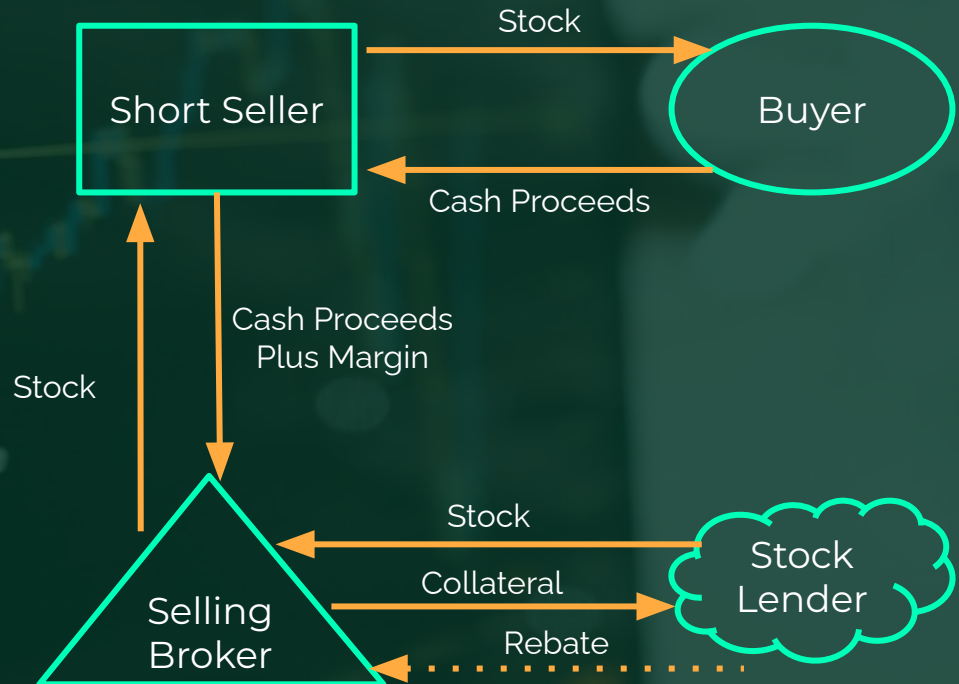 Stock
Short Seller
Buyer
Cash Proceeds
Cash Proceeds
Plus Margin
Stock
Stock
Stock
Lender
Collateral
Selling
Broker
Rebate